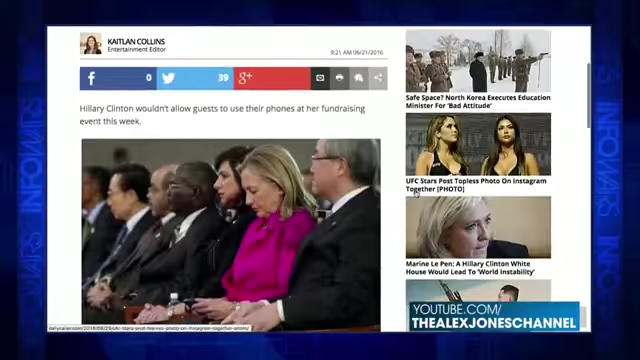 KAITLAN COLLINS
Entertainment Editor
9:21 AM 06/21/2016
f 0
39
g+
Hillary Clinton wouldn't allow guests to use their phones at her fundraising
event this week.
Safe Space? North Korea Executes Education
Minister For 'Bad Attitude'
UFC Stars Post Topless Photo On Instagram
Together [PHOTO]
Marine Le Pen: A Hillary Clinton White
House Would Lead To 'World Instability'
YOUTUBE.COM/
THEALEXJONESCHANNEL
INFOWARS